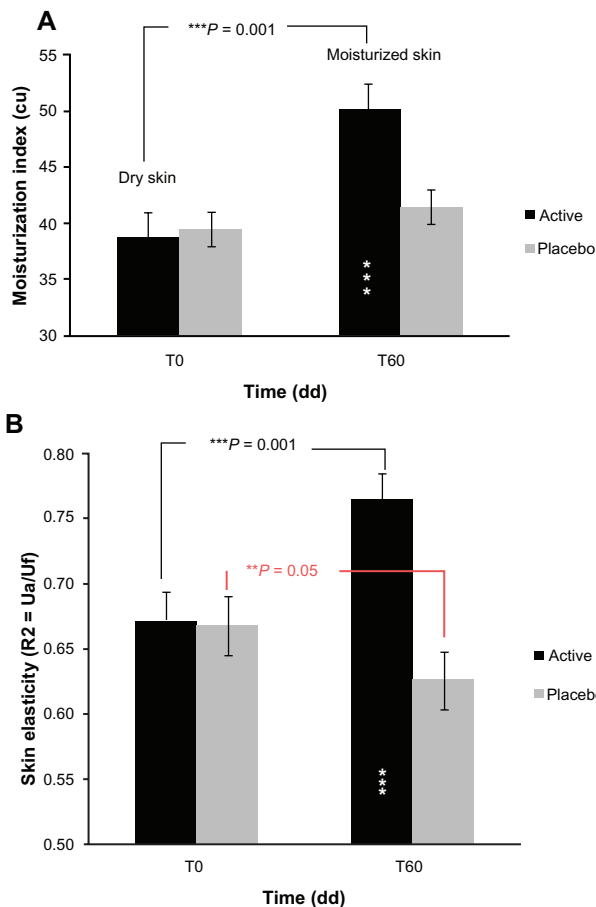 A
***P = 0.001
Moisturized skin
Dry skin
Moisturization index (cu)
55
50
45
40
35
30
***
Active
Placebo
T0
T60
Time (dd)
B
***P = 0.001
**P = 0.05
Skin elasticity (R2 = Ua/Uf)
0.80
0.75
0.70
0.65
0.60
0.55
0.50
***
Active
Placeb
T0
T60
Time (dd)